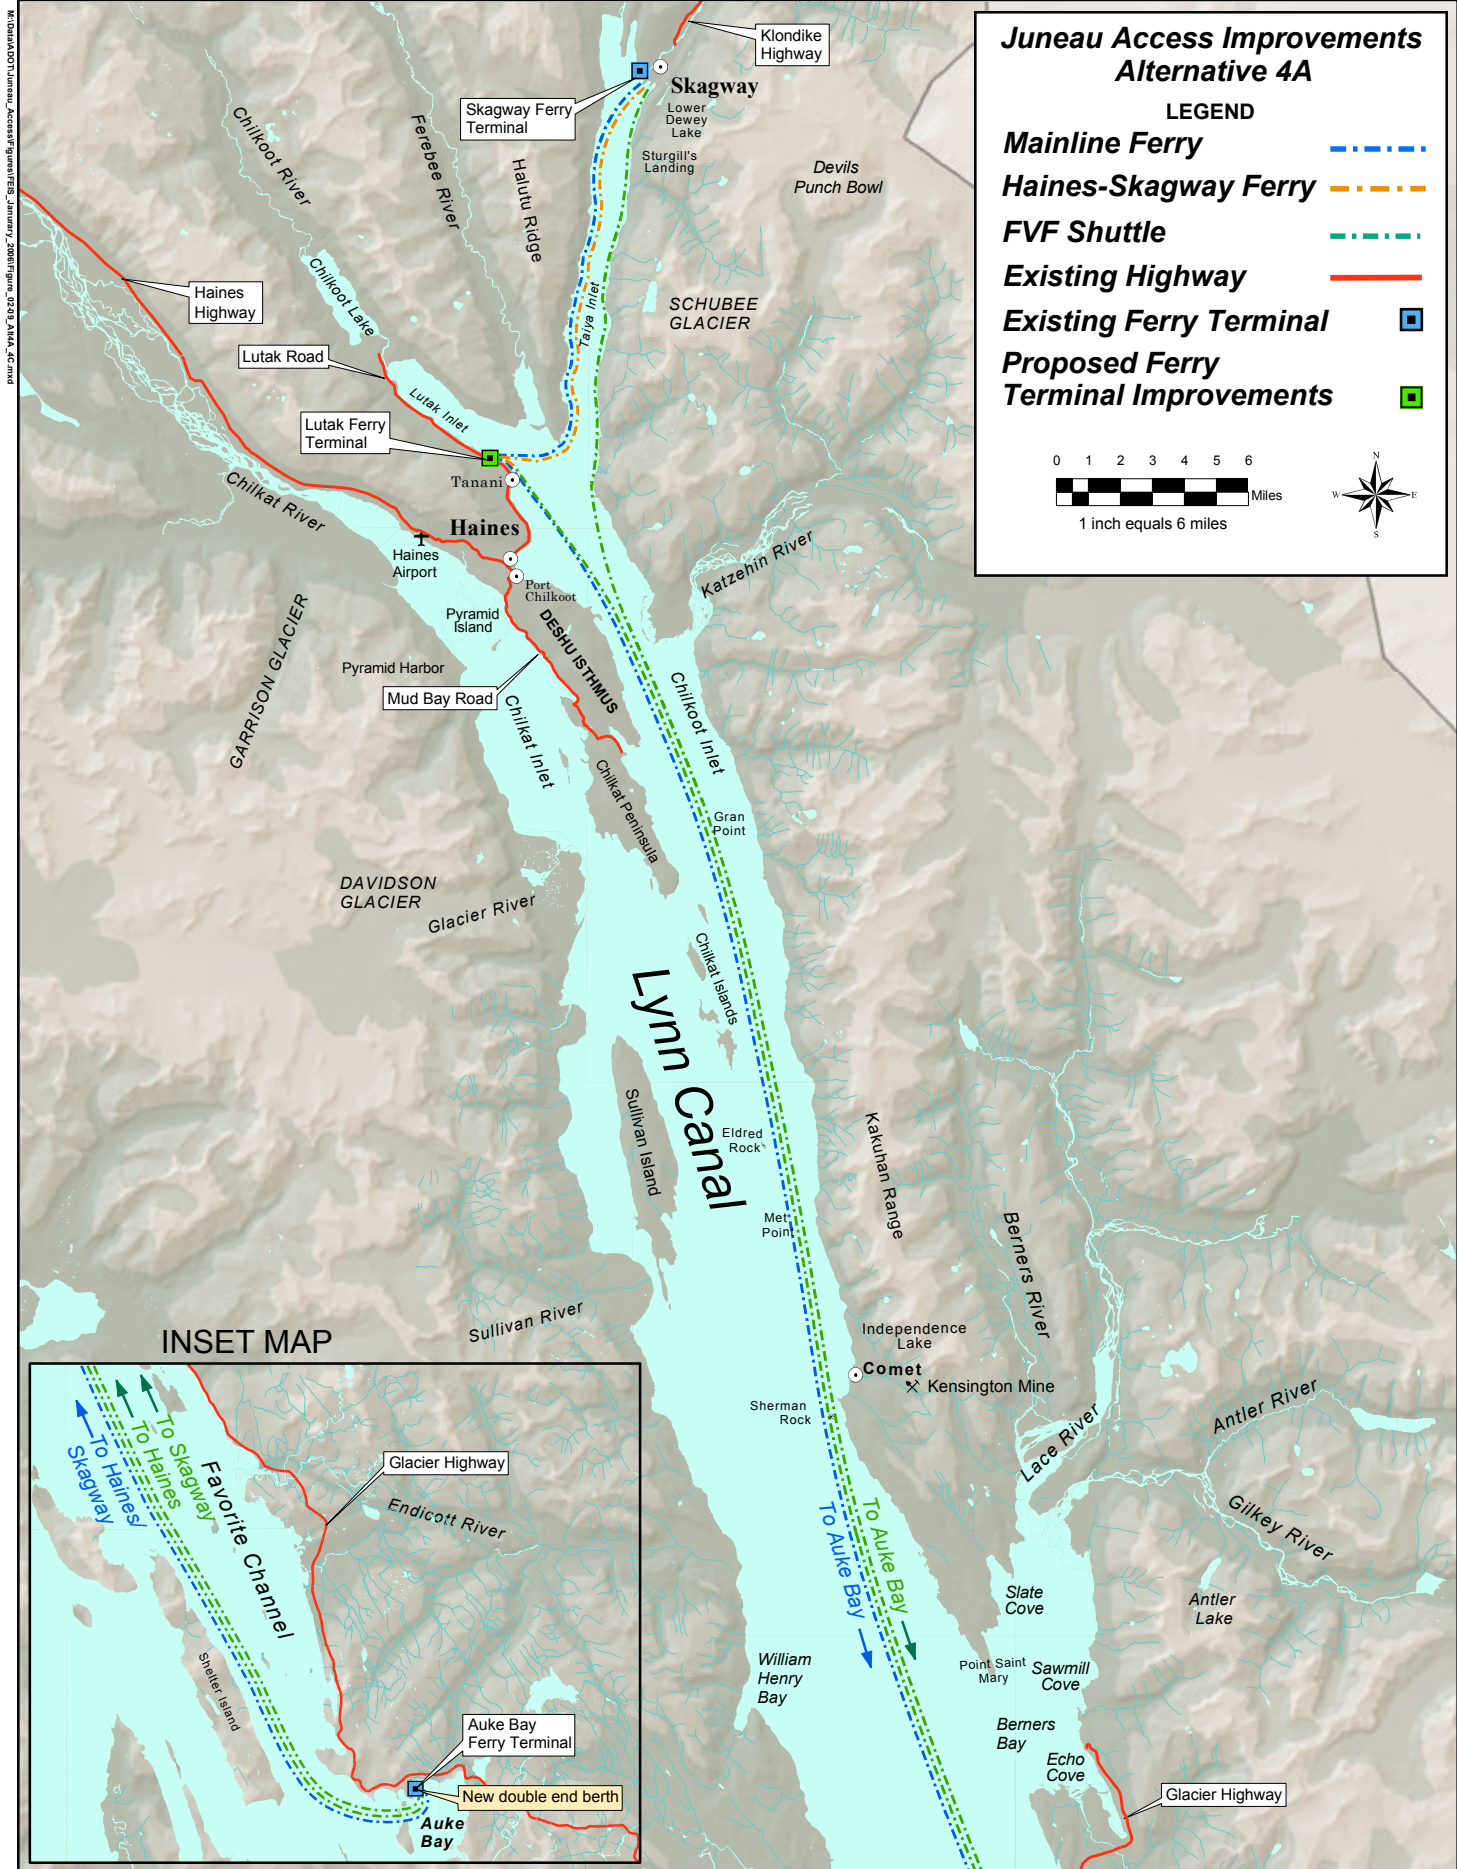 M:\Data\ADOT\Juneau_Access\Figures\FEIS_Janurary_2006\Figure_02-09_Alt4A_4C.mxd
Juneau Access Improvements
Alternative 4A
LEGEND
Mainline Ferry
Haines-Skagway Ferry
FVF Shuttle
Existing Highway
Existing Ferry Terminal
Proposed Ferry
Terminal Improvements
0 1 2 3 4 5 6
Miles
1 inch equals 6 miles
N
W
E
S
Klondike
Highway
Skagway
Skagway Ferry
Terminal
Lower
Dewey
Lake
Sturgill's
Landing
Devils
Punch Bowl
Chilkoot River
Ferebee River
Halutu Ridge
Haines
Highway
Chilkoot Lake
Taiya Inlet
SCHUBEE
GLACIER
Lutak Road
Lutak Inlet
Lutak Ferry
Terminal
Tanani
Chilkat River
Haines
Haines
Airport
Port
Chilkoot
Katzehin River
Pyramid
Island
DESHU ISTHMUS
GARRISON GLACIER
Pyramid Harbor
Mud Bay Road
Chilkat Inlet
Chilkoot Inlet
Chilkat Peninsula
Gran
Point
DAVIDSON
GLACIER
Glacier River
Chilkat Islands
Lynn Canal
Sullivan Island
Eldred
Rock
Kakuhan Range
Met
Point
Berners River
Sullivan River
Independence
Lake
Comet
Kensington Mine
Sherman
Rock
Lace River
Antler River
Gilkey River
To Auke Bay
To Auke Bay
Slate
Cove
Antler
Lake
William
Henry
Bay
Point Saint
Mary
Sawmill
Cove
Berners
Bay
Echo
Cove
Glacier Highway
INSET MAP
To Skagway
To Haines
To Haines/
Skagway
Favorite Channel
Glacier Highway
Endicott River
Shelter Island
Auke Bay
Ferry Terminal
New double end berth
Auke
Bay